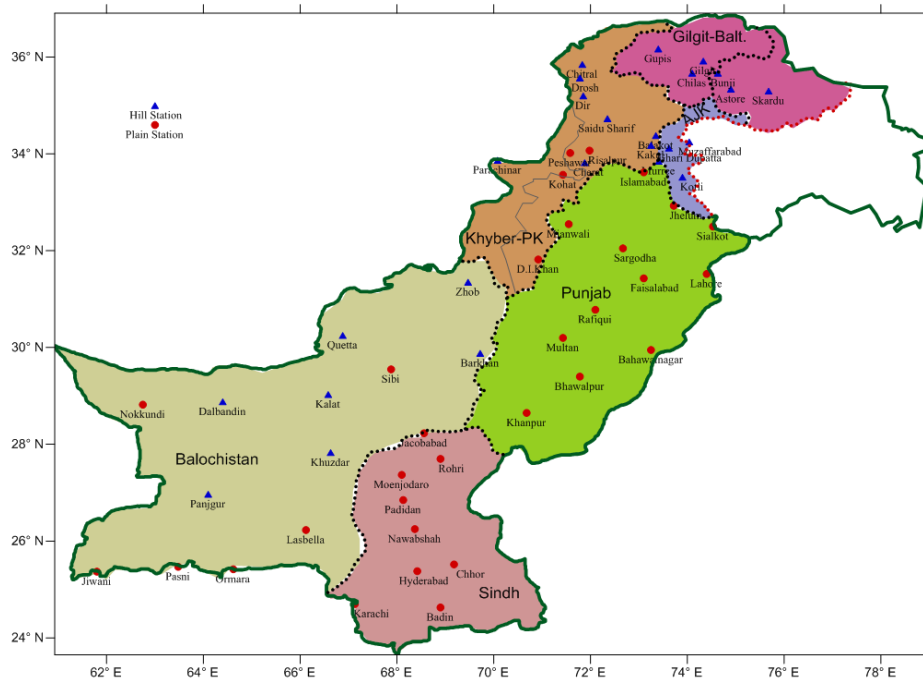 36° N
34° N
32° N
30° N
28° N
26° N
24° N
62° E
64° E
66° E
68° E
70° E
72° E
74° E
76° E
78° E
Hill Station
Plain Station
Gilgit-Balt.
Gupis
Gilgit
Chilas
Bunji
Astore
Skardu
Chitral
Drosh
Dir
Saidu Sharif
AJK
Balakot
Muzaffarabad
Kakul
Garhi Dupatta
Murree
Kotli
Parachinar
Peshawar
Risalpur
Cherat
Kohat
Islamabad
Jhelum
Sialkot
Khyber-PK
Mianwali
D.I.Khan
Sargodha
Faisalabad
Lahore
Punjab
Rafiqui
Multan
Bahawalnagar
Bhawalpur
Khanpur
Zhob
Quetta
Barkhan
Sibi
Kalat
Dalbandin
Nokkundi
Balochistan
Khuzdar
Panjgur
Lasbella
Jiwani
Pasni
Ormara
Jacobabad
Rohri
Moenjodaro
Padidan
Nawabshah
Hyderabad
Chhor
Sindh
Karachi
Badin